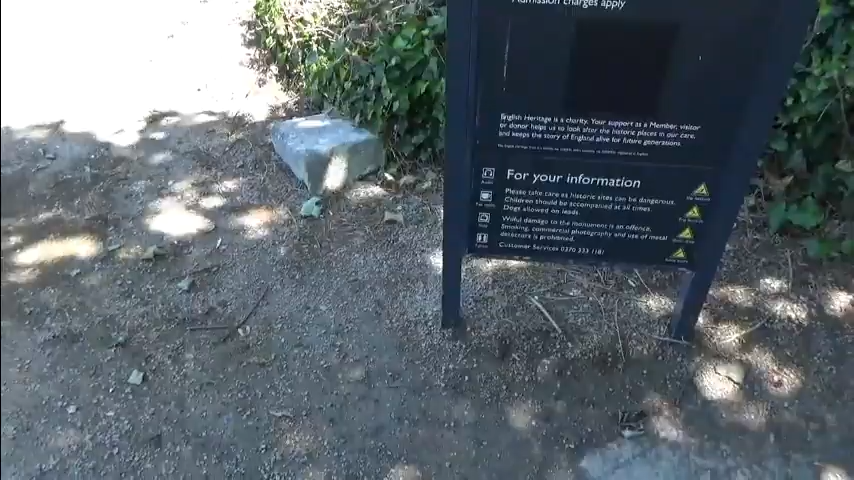 Admission charges apply
English Heritage is a charity. Your support as a Member, visitor
or donor helps us to look after the historic places in our care,
and keeps the story of England alive for future generations.
For your information
Please take care as historic sites can be dangerous.
Children should be accompanied at all times.
Dogs allowed on leads.
Wilful damage to the monument is an offence.
Smoking, commercial photography and use of metal
detectors is prohibited.
Customer Services 0370 333 1181